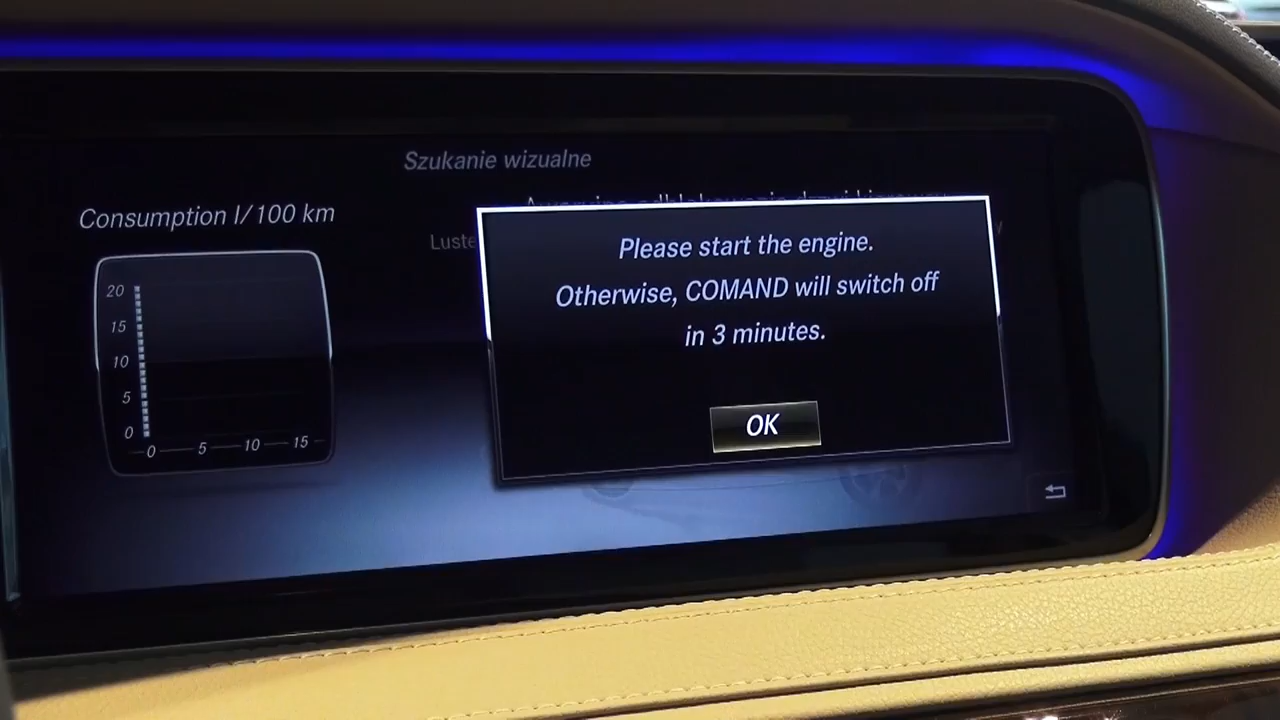 Szukanie wizualne
Consumption l/100 km
Luste
20
15
10
5
0
0 5 10 15
Please start the engine.
Otherwise, COMAND will switch off
in 3 minutes.
OK